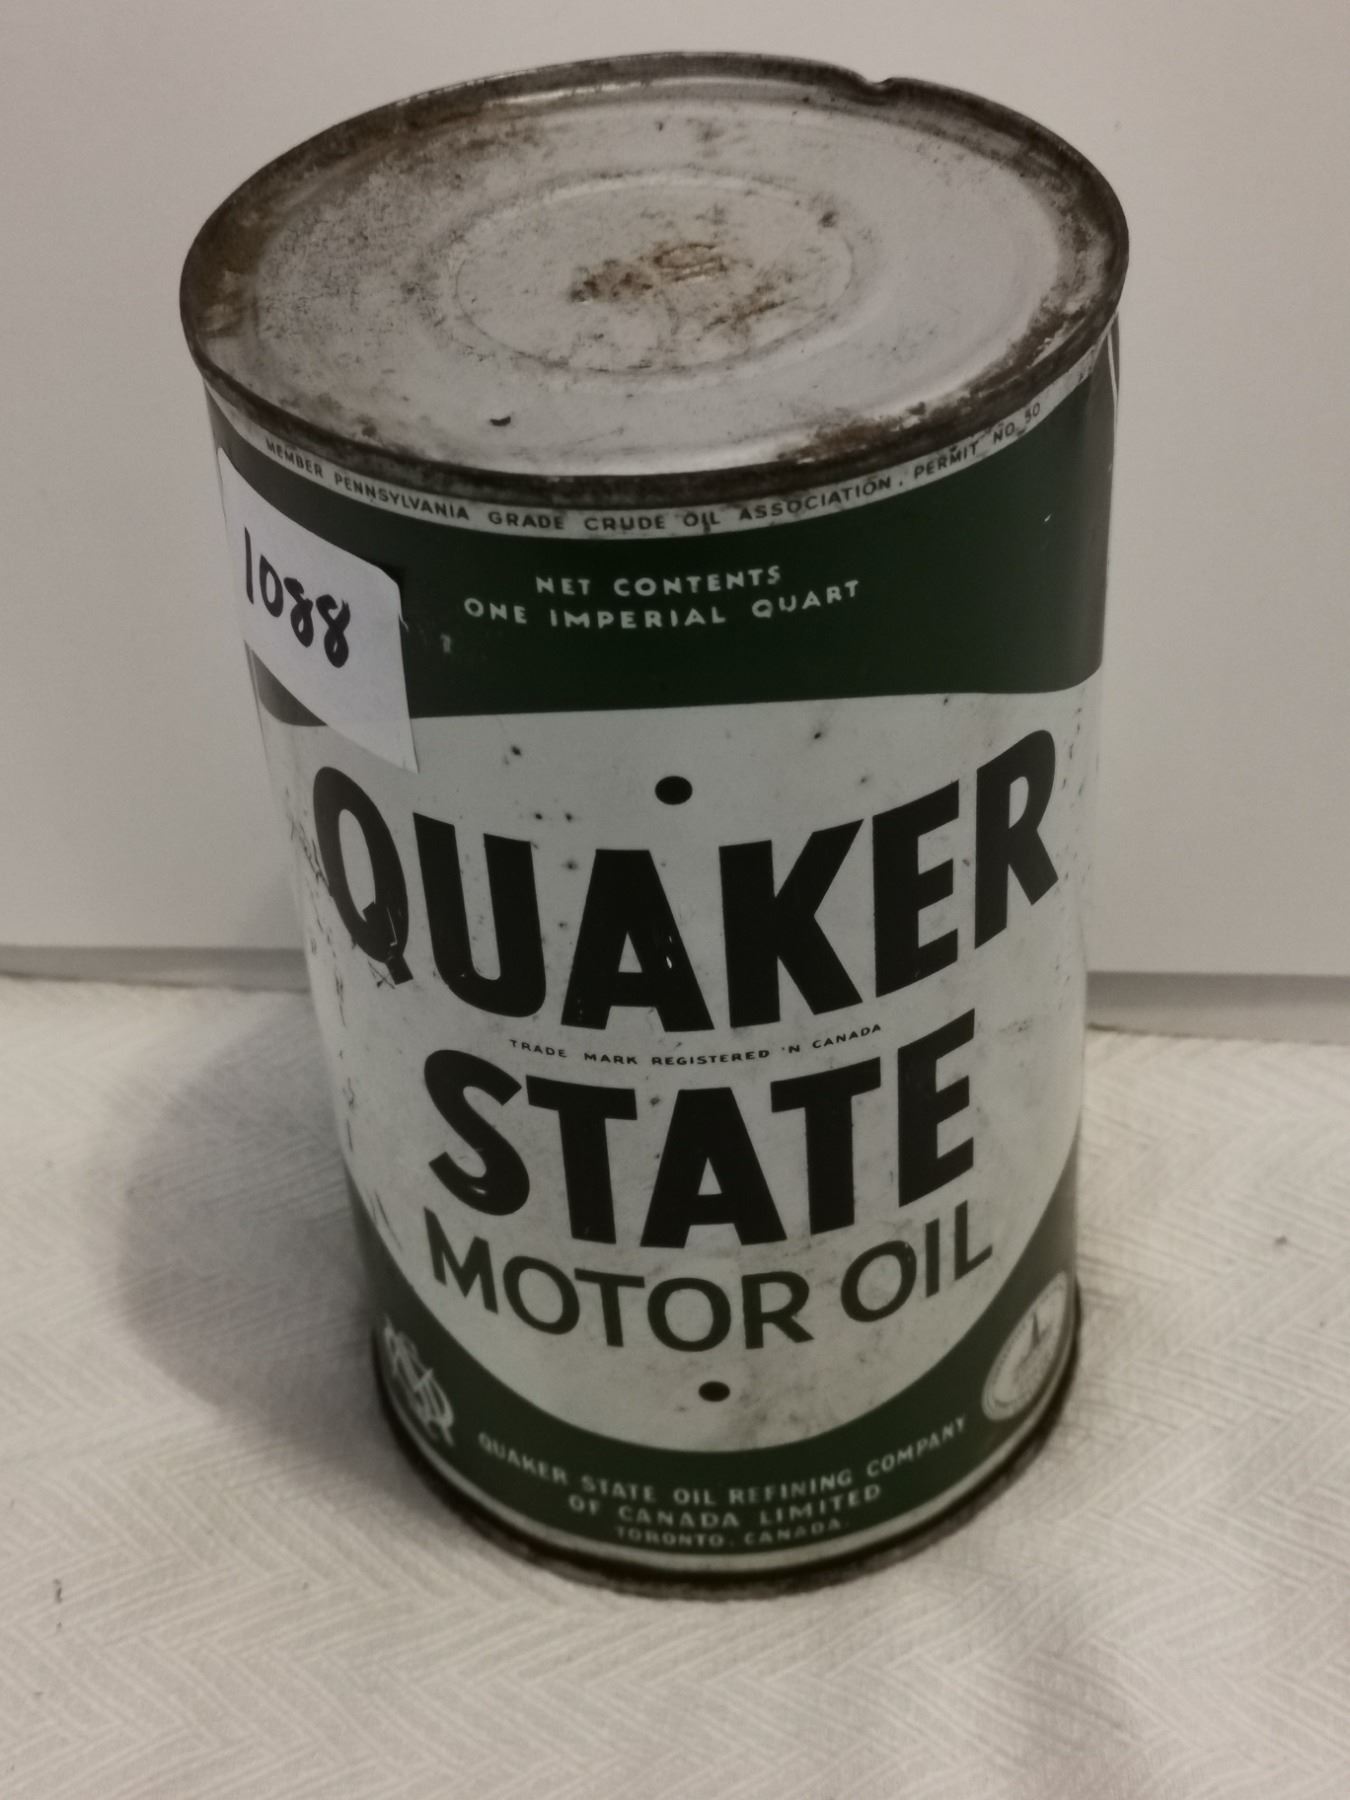 MEMBER PENNSYLVANIA GRADE CRUDE OIL ASSOCIATION. PERMIT NO 50
1088
NET CONTENTS
ONE IMPERIAL QUART
QUAKER
TRADE MARK REGISTERED 'N CANADA
STATE
MOTOR OIL
QUAKER STATE OIL REFINING COMPANY
OF CANADA LIMITED
TORONTO. CANADA.